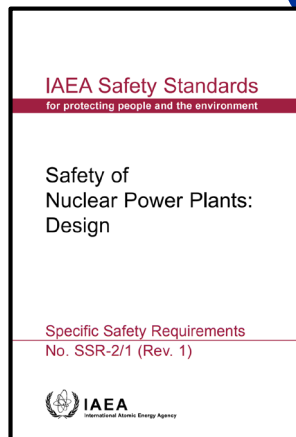 IAEA Safety Standards
for protecting people and the environment
Safety of
Nuclear Power Plants:
Design
Specific Safety Requirements
No. SSR-2/1 (Rev. 1)
IAEA
International Atomic Energy Agency